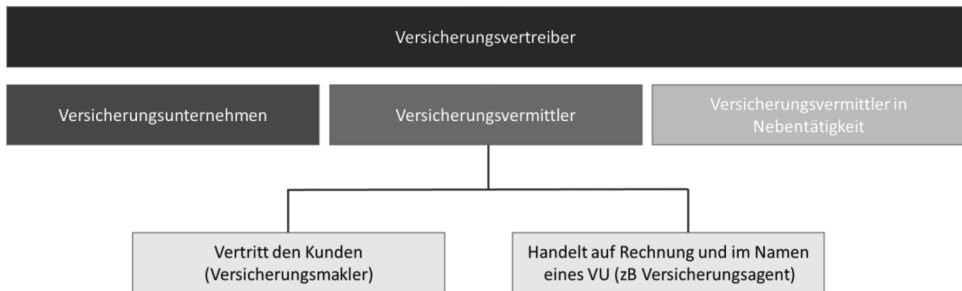 Versicherungsvertreiber
Versicherungsunternehmen
Versicherungsvermittler
Versicherungsvermittler in
Nebentätigkeit
Vertritt den Kunden
(Versicherungsmakler)
Handelt auf Rechnung und im Namen
eines VU (zB Versicherungsagent)